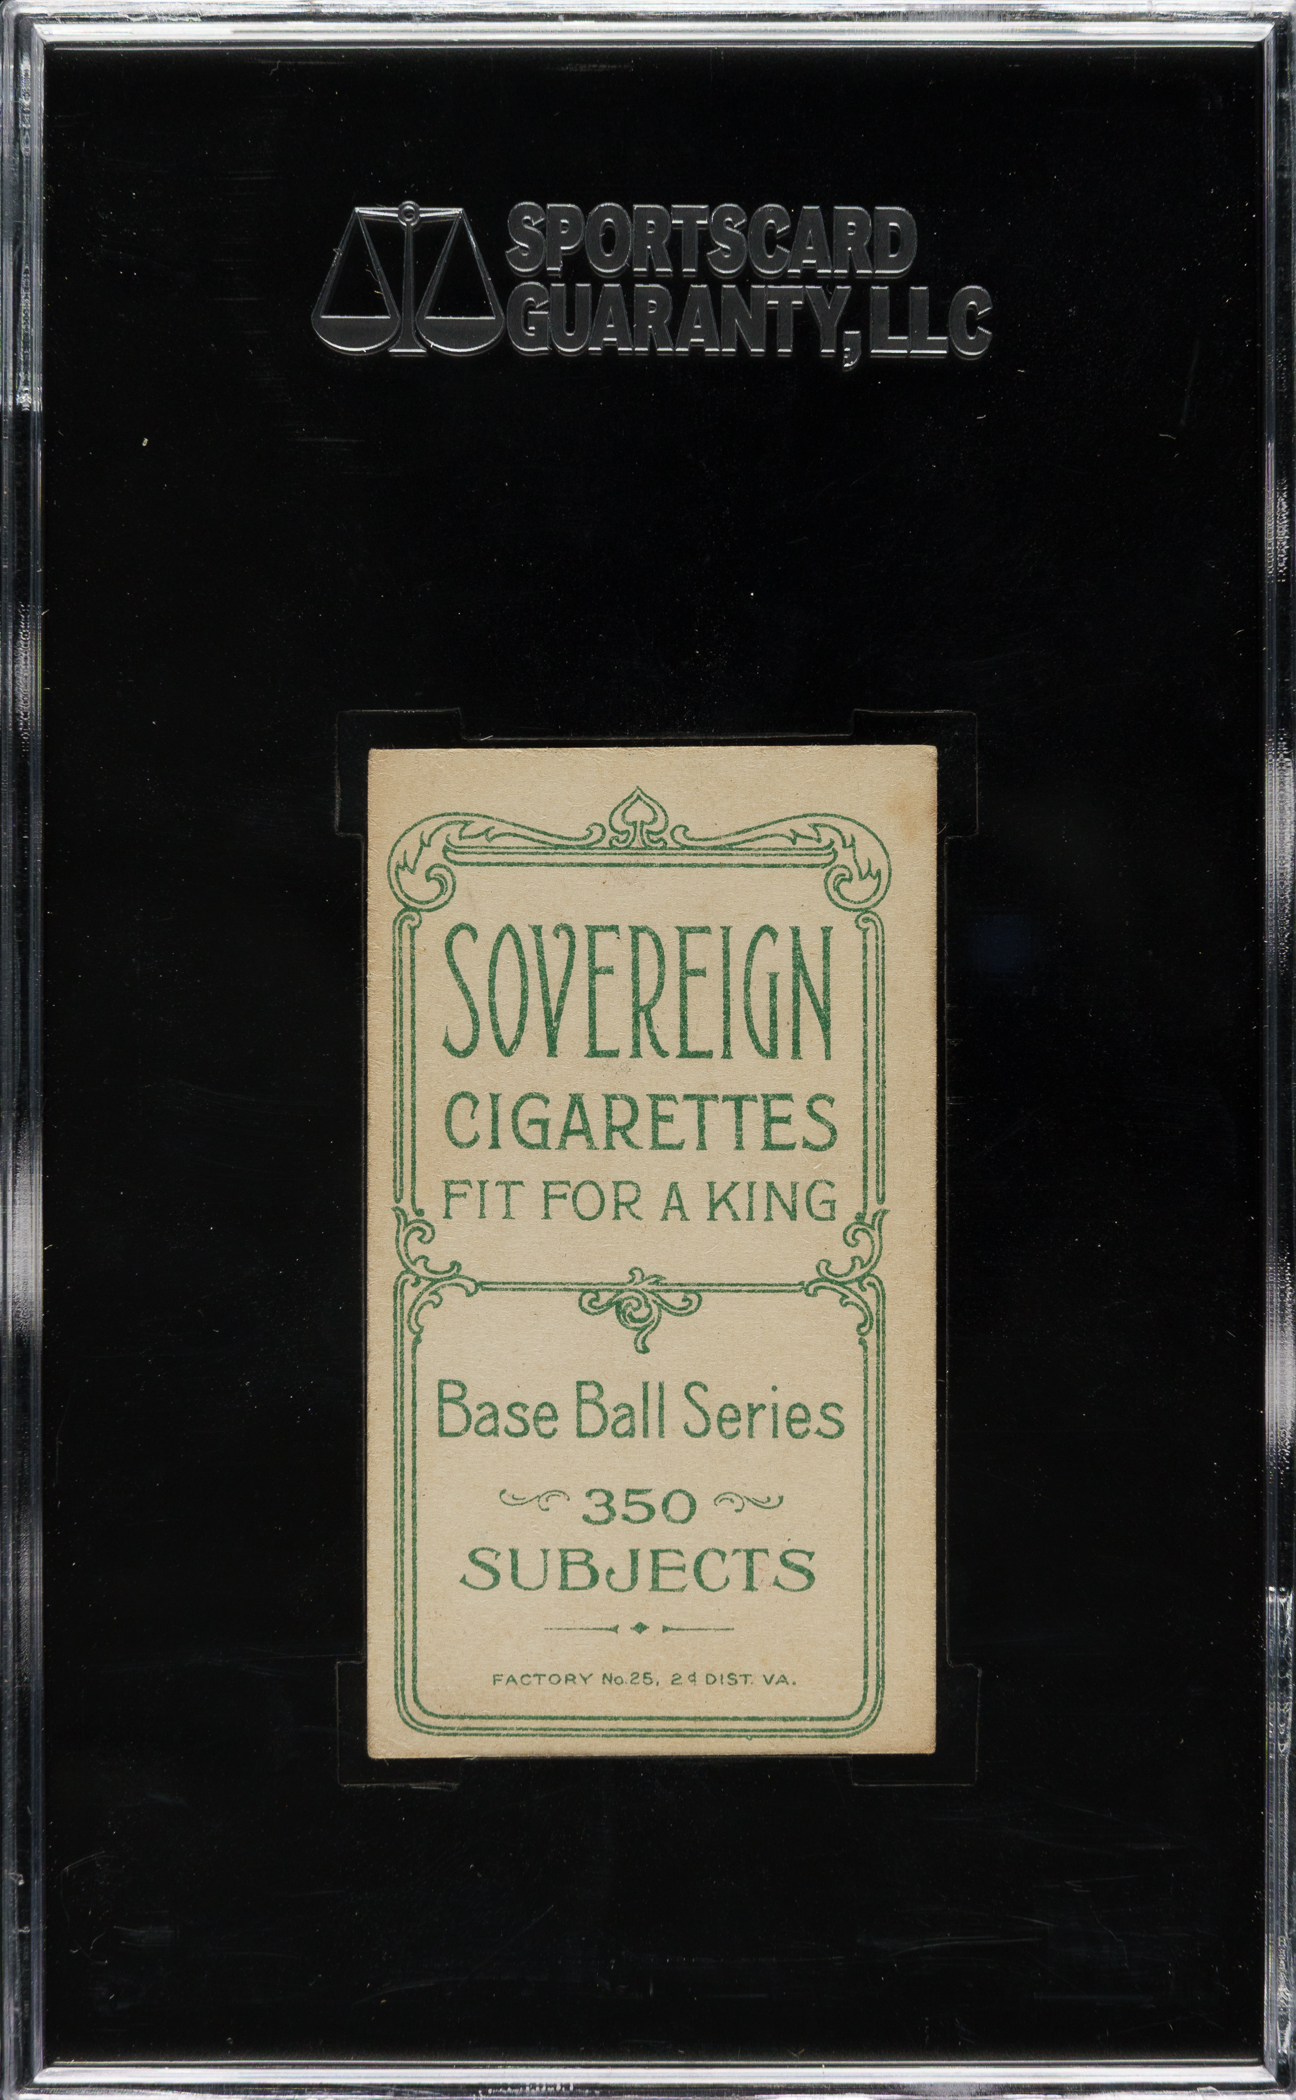 SPORTSCARD
GUARANTY, LLC
SOVEREIGN
CIGARETTES
FIT FOR A KING
Base Ball Series
350
SUBJECTS
FACTORY No.25, 2d DIST. VA.